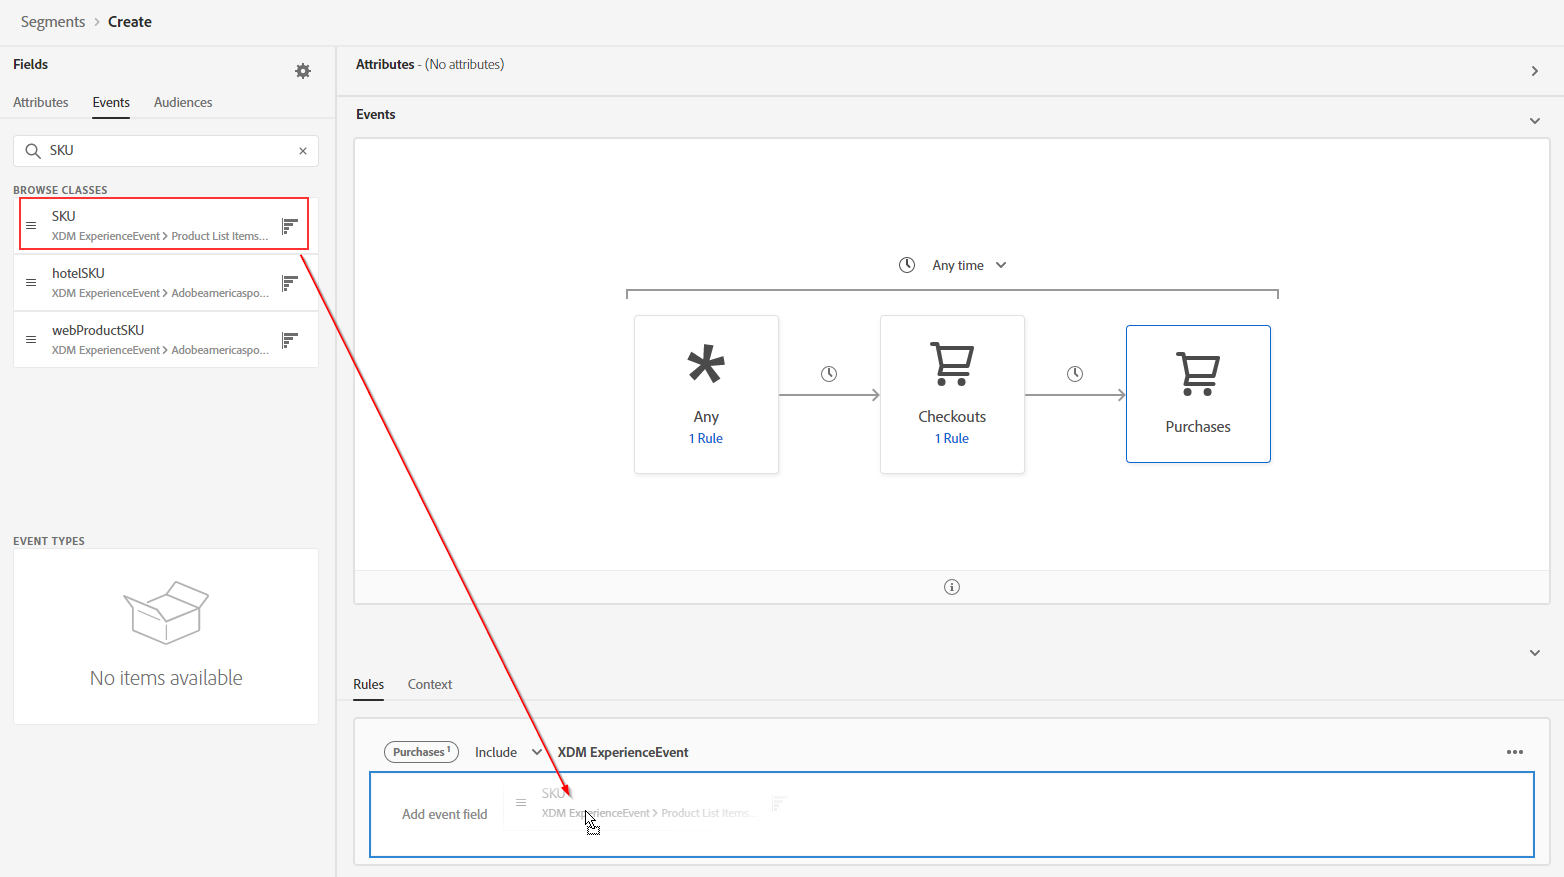 Segments > Create
Fields
Attributes Events Audiences
SKU
BROWSE CLASSES
SKU
XDM ExperienceEvent > Product List Items...
hotelSKU
XDM ExperienceEvent > Adobeamericaspo...
webProductSKU
XDM ExperienceEvent > Adobeamericaspo...
EVENT TYPES
No items available
Attributes - (No attributes)
Events
Any time
Any
1 Rule
Checkouts
1 Rule
Purchases
Rules Context
Purchases 1 Include XDM ExperienceEvent
Add event field
SKU
XDM ExperienceEvent > Product List Items...